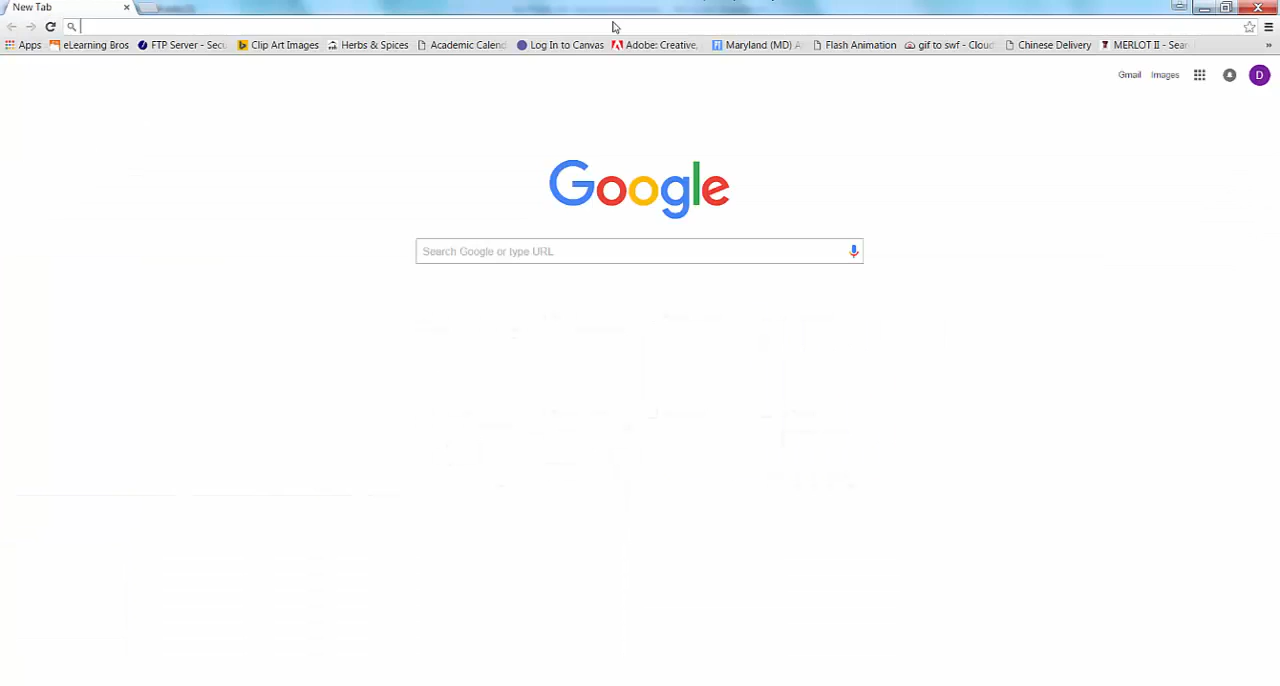 New Tab
Apps eLearning Bros FTP Server - Secu Clip Art Images Herbs & Spices Academic Calend Log In to Canvas Adobe: Creative, Maryland (MD) A Flash Animation gif to swf - Cloud Chinese Delivery MERLOT II - Sear »
Gmail Images D
Google
Search Google or type URL